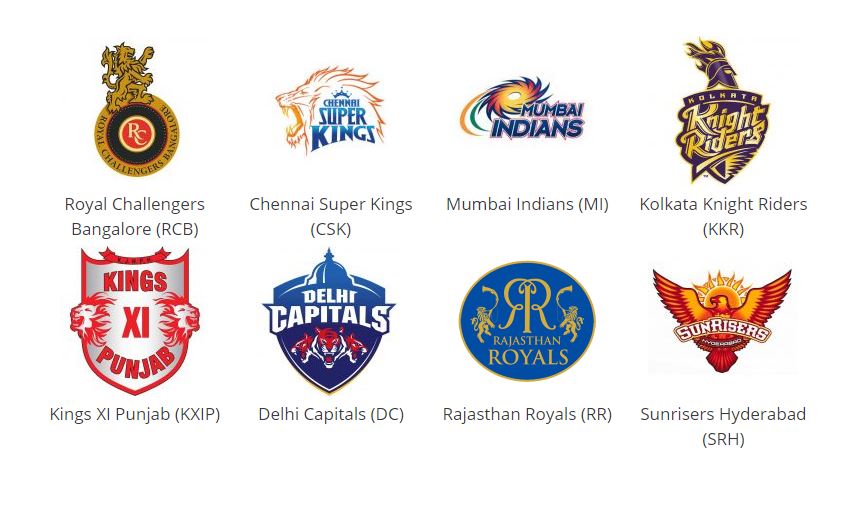 RC
ROYAL CHALLENGERS BANGALORE
CHENNAI
SUPER
KINGS
MUMBAI
INDIANS
KOLKATA
Knight
Riders
TM
Royal Challengers
Bangalore (RCB)
Chennai Super Kings
(CSK)
Mumbai Indians (MI)
Kolkata Knight Riders
(KKR)
K.J.H.P.H.
KINGS
XI
PUNJAB
DELHI
CAPITALS
RR
RAJASTHAN
ROYALS
SUNRISERS
HYDERABAD
Kings XI Punjab (KXIP)
Delhi Capitals (DC)
Rajasthan Royals (RR)
Sunrisers Hyderabad
(SRH)